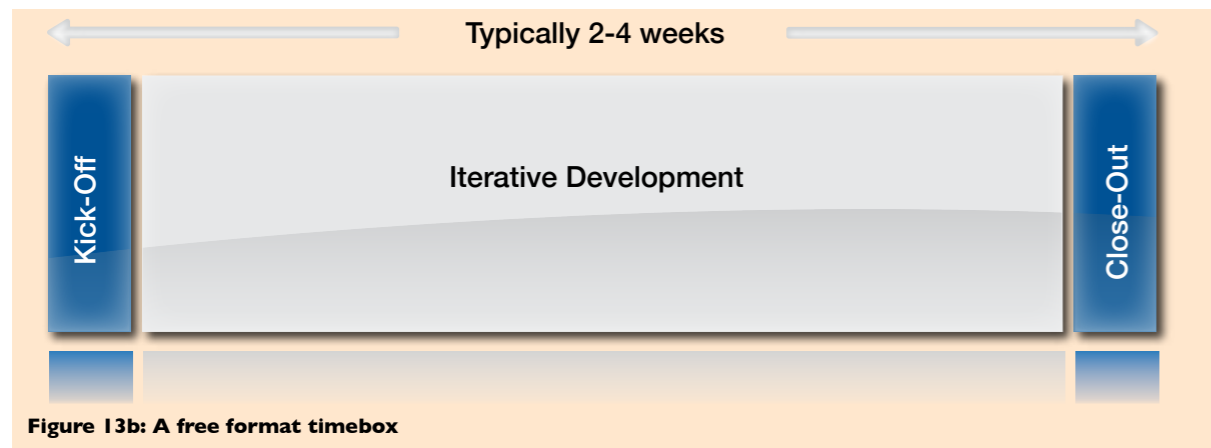 Typically 2-4 weeks
Kick-Off
Iterative Development
Close-Out
Figure 13b: A free format timebox